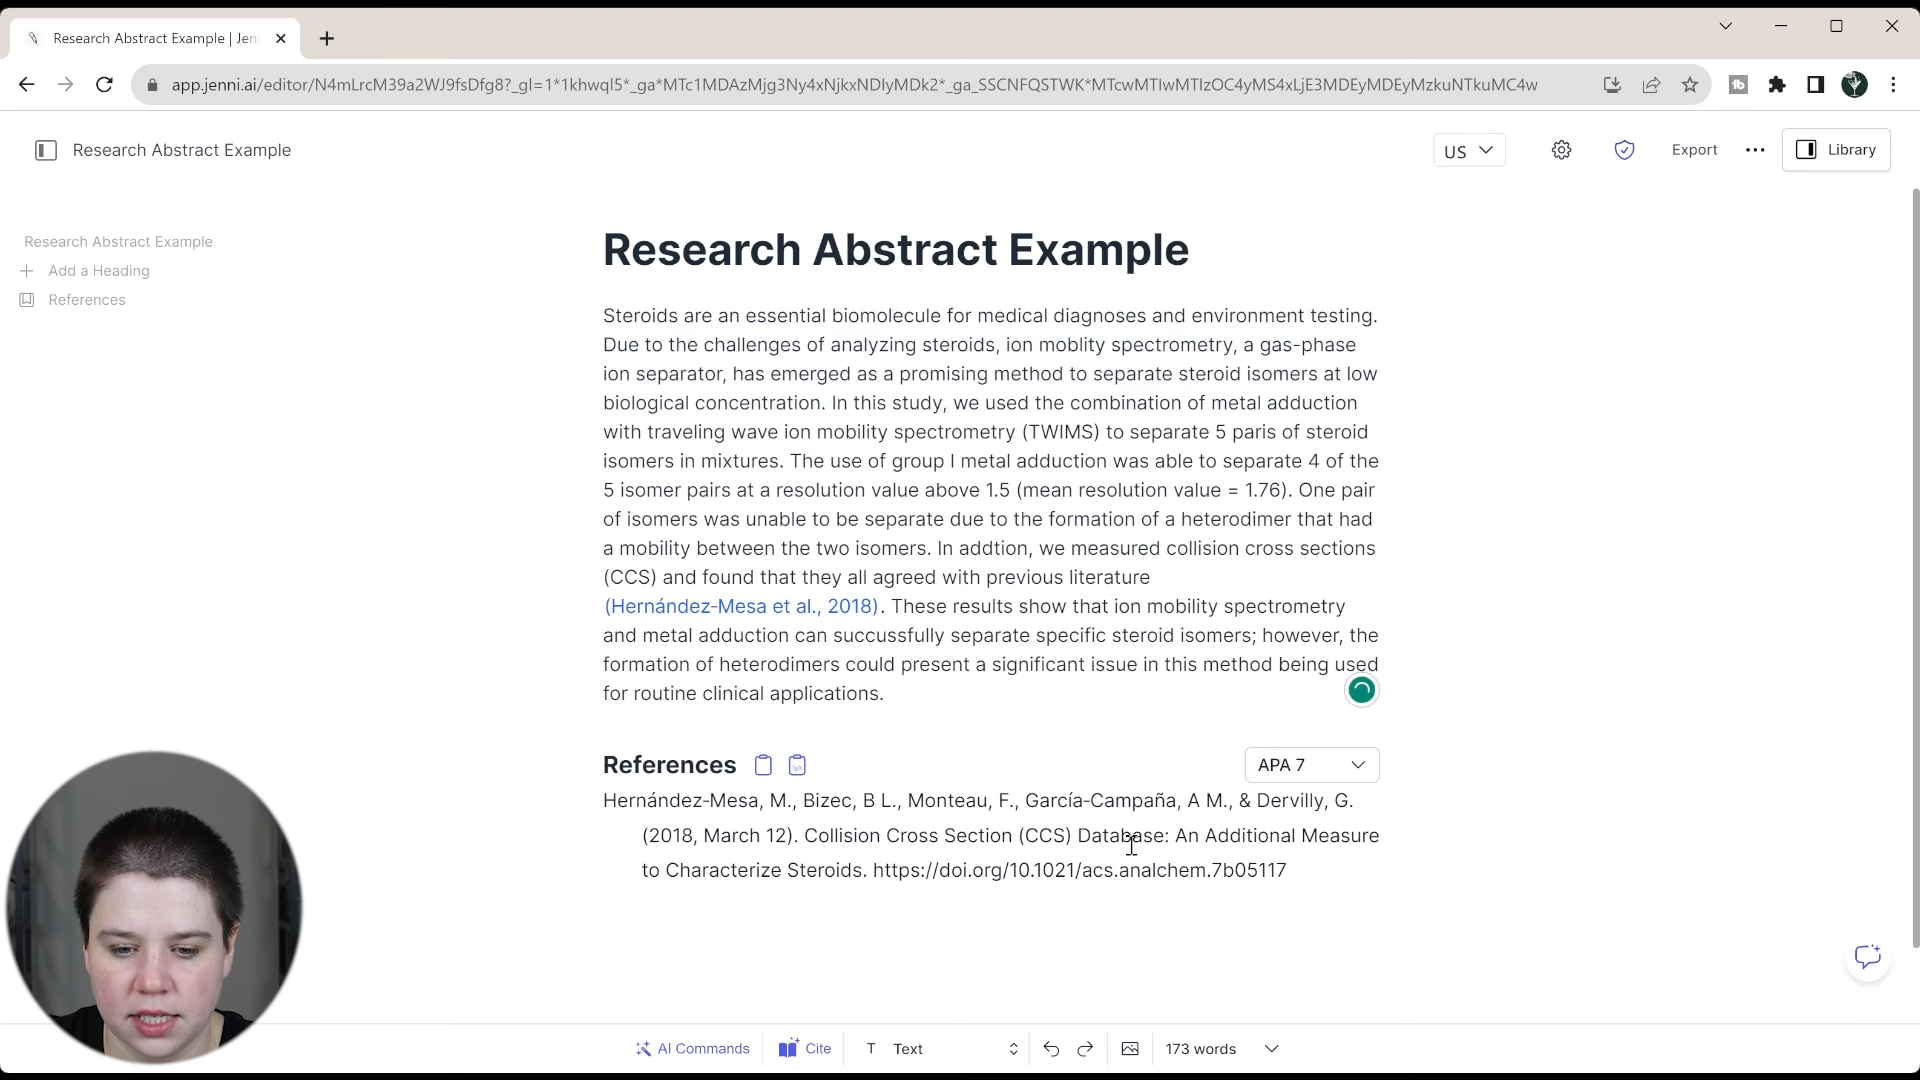 Research Abstract Example | Jen
app.jenni.ai/editor/N4mLrcM39a2WJ9fsDfg8?_gl=1*1khwql5*_ga*MTc1MDAzMjg3Ny4xNjkxNDIyMDk2*_ga_SSCNFQSTWK*MTcwMTIwMTIzOC4yMS4xLjE3MDEyMDEyMzkuNTkuMC4w
Research Abstract Example
US
Export
Library
Research Abstract Example
Add a Heading
References
Research Abstract Example
Steroids are an essential biomolecule for medical diagnoses and environment testing.
Due to the challenges of analyzing steroids, ion moblity spectrometry, a gas-phase
ion separator, has emerged as a promising method to separate steroid isomers at low
biological concentration. In this study, we used the combination of metal adduction
with traveling wave ion mobility spectrometry (TWIMS) to separate 5 paris of steroid
isomers in mixtures. The use of group I metal adduction was able to separate 4 of the
5 isomer pairs at a resolution value above 1.5 (mean resolution value = 1.76). One pair
of isomers was unable to be separate due to the formation of a heterodimer that had
a mobility between the two isomers. In addtion, we measured collision cross sections
(CCS) and found that they all agreed with previous literature
(Hernández-Mesa et al., 2018). These results show that ion mobility spectrometry
and metal adduction can succussfully separate specific steroid isomers; however, the
formation of heterodimers could present a significant issue in this method being used
for routine clinical applications.
References
APA 7
Hernández-Mesa, M., Bizec, B L., Monteau, F., García-Campaña, A M., & Dervilly, G.
(2018, March 12). Collision Cross Section (CCS) Database: An Additional Measure
to Characterize Steroids. https://doi.org/10.1021/acs.analchem.7b05117
AI Commands
Cite
T Text
173 words